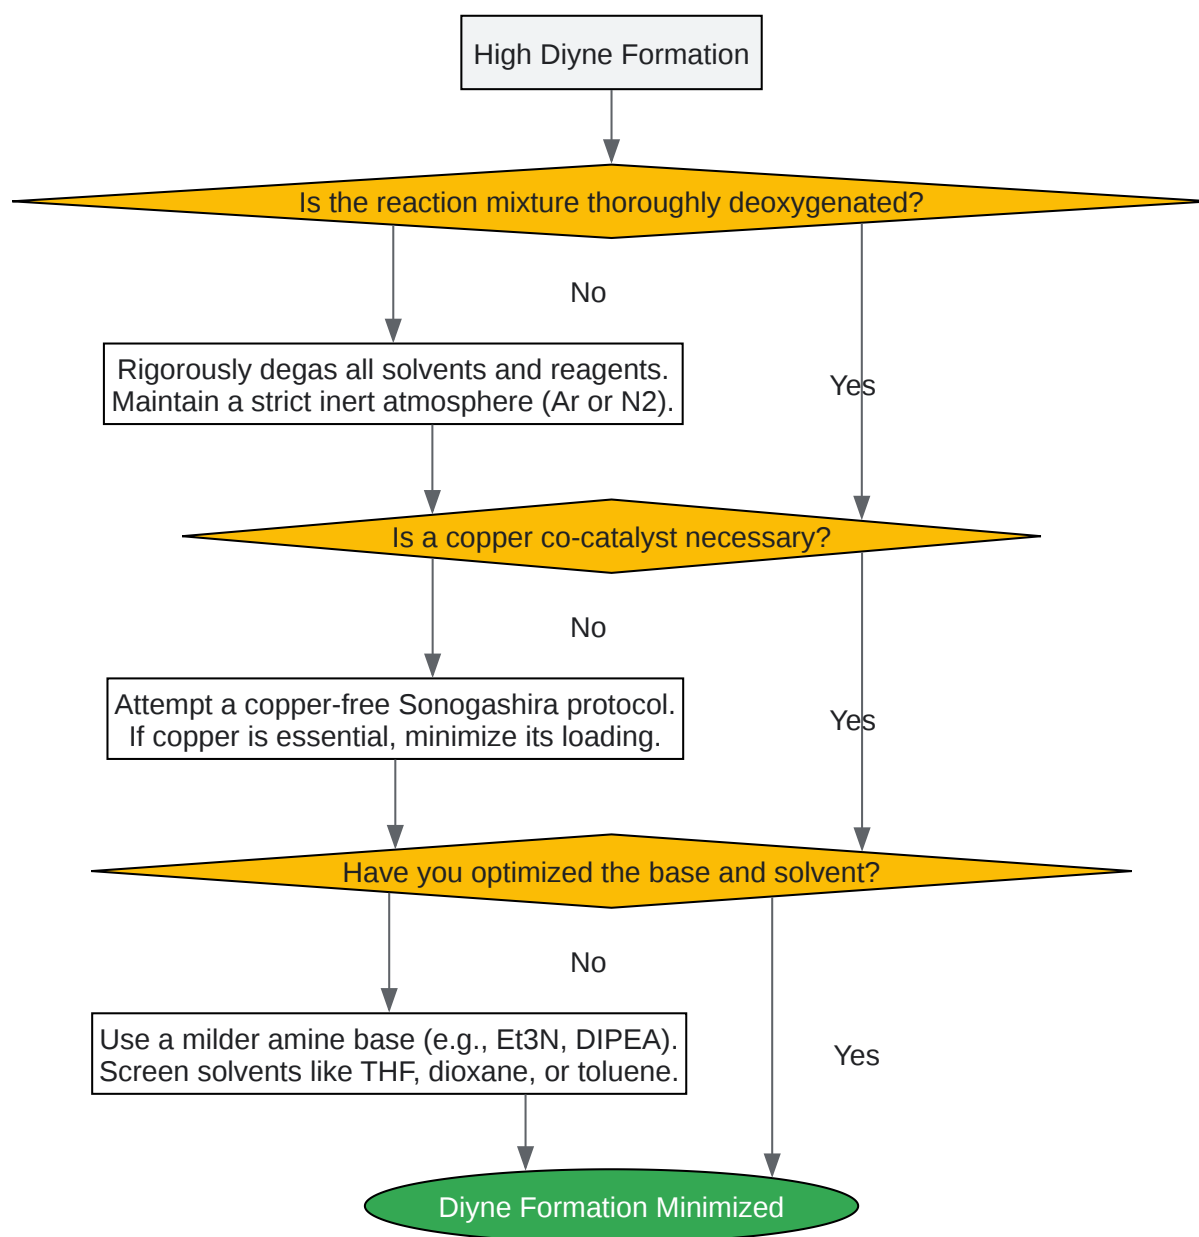 High Diyne Formation
Is the reaction mixture thoroughly deoxygenated?
No
Rigorously degas all solvents and reagents.
Maintain a strict inert atmosphere (Ar or N2).
Yes
Is a copper co-catalyst necessary?
No
Attempt a copper-free Sonogashira protocol.
If copper is essential, minimize its loading.
Yes
Have you optimized the base and solvent?
No
Use a milder amine base (e.g., Et3N, DIPEA).
Screen solvents like THF, dioxane, or toluene.
Yes
Diyne Formation Minimized